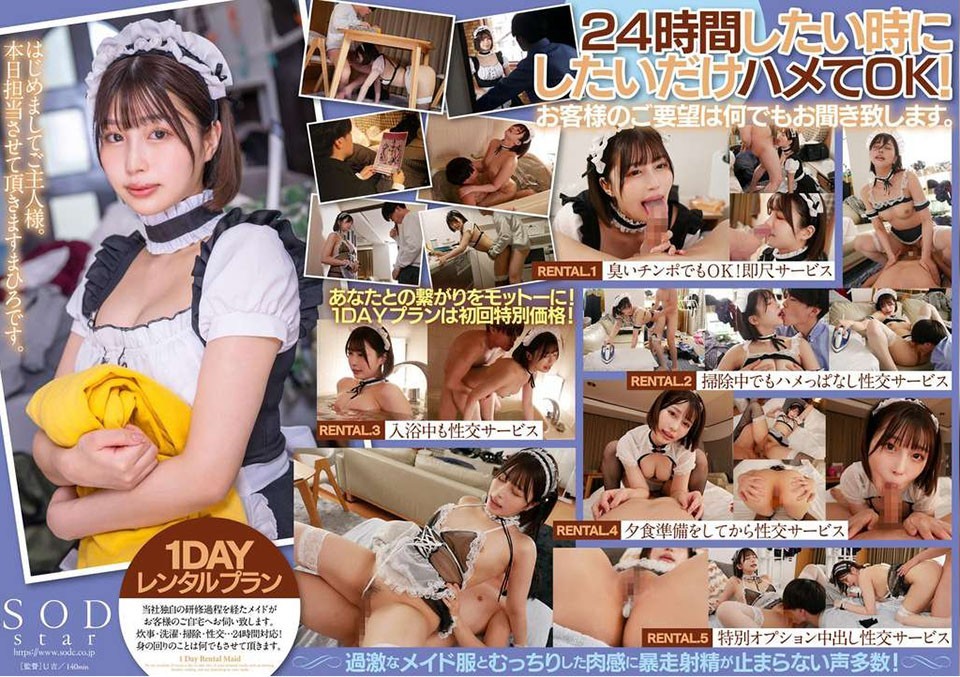 はじめましてご主人様。
本日担当させて頂きますまひろです。
24時間したい時に
したいだけハメてOK!
お客様のご要望は何でもお聞き致します。
RENTAL.1 臭いチンポでもOK!即尺サービス
あなたとの繋がりをモットーに!
1DAYプランは初回特別価格!
RENTAL.2 掃除中でもハメっぱなし性交サービス
RENTAL.3 入浴中も性交サービス
RENTAL.4 夕食準備をしてから性交サービス
RENTAL.5 特別オプション中出し性交サービス
1DAY
レンタルプラン
当社独自の研修過程を経たメイドが
お客様のご自宅へお伺い致します。
炊事・洗濯・掃除・性交…24時間対応!
身の回りのことは何でもさせて頂きます。
1 Day Rental Maid
SOD
star
https://www.sodc.co.jp
140min
過激なメイド服とむっちりした肉感に暴走射精が止まらない声多数!